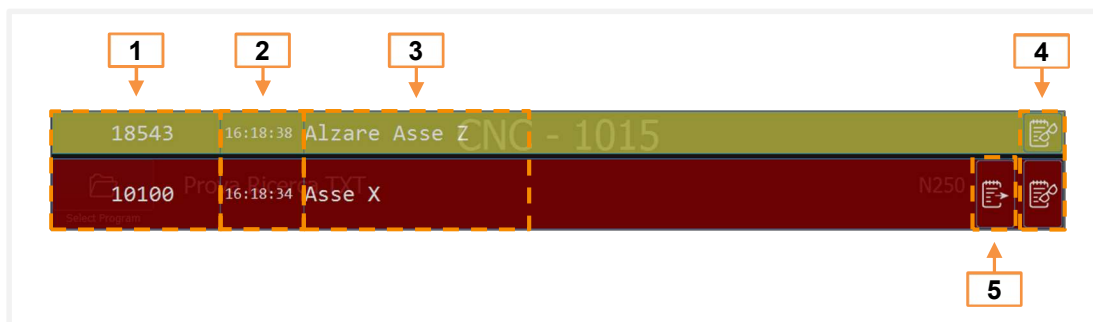 1 2 3 4
18543 16:18:38 Alzare Asse Z CNC - 1015
10100 16:18:34 Asse X Prova Ricerca TXT N250
Select Program
5